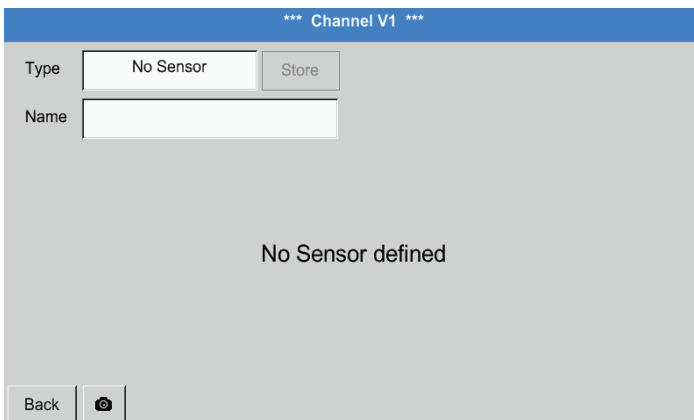 *** Channel V1 ***
Type No Sensor Store
Name
No Sensor defined
Back